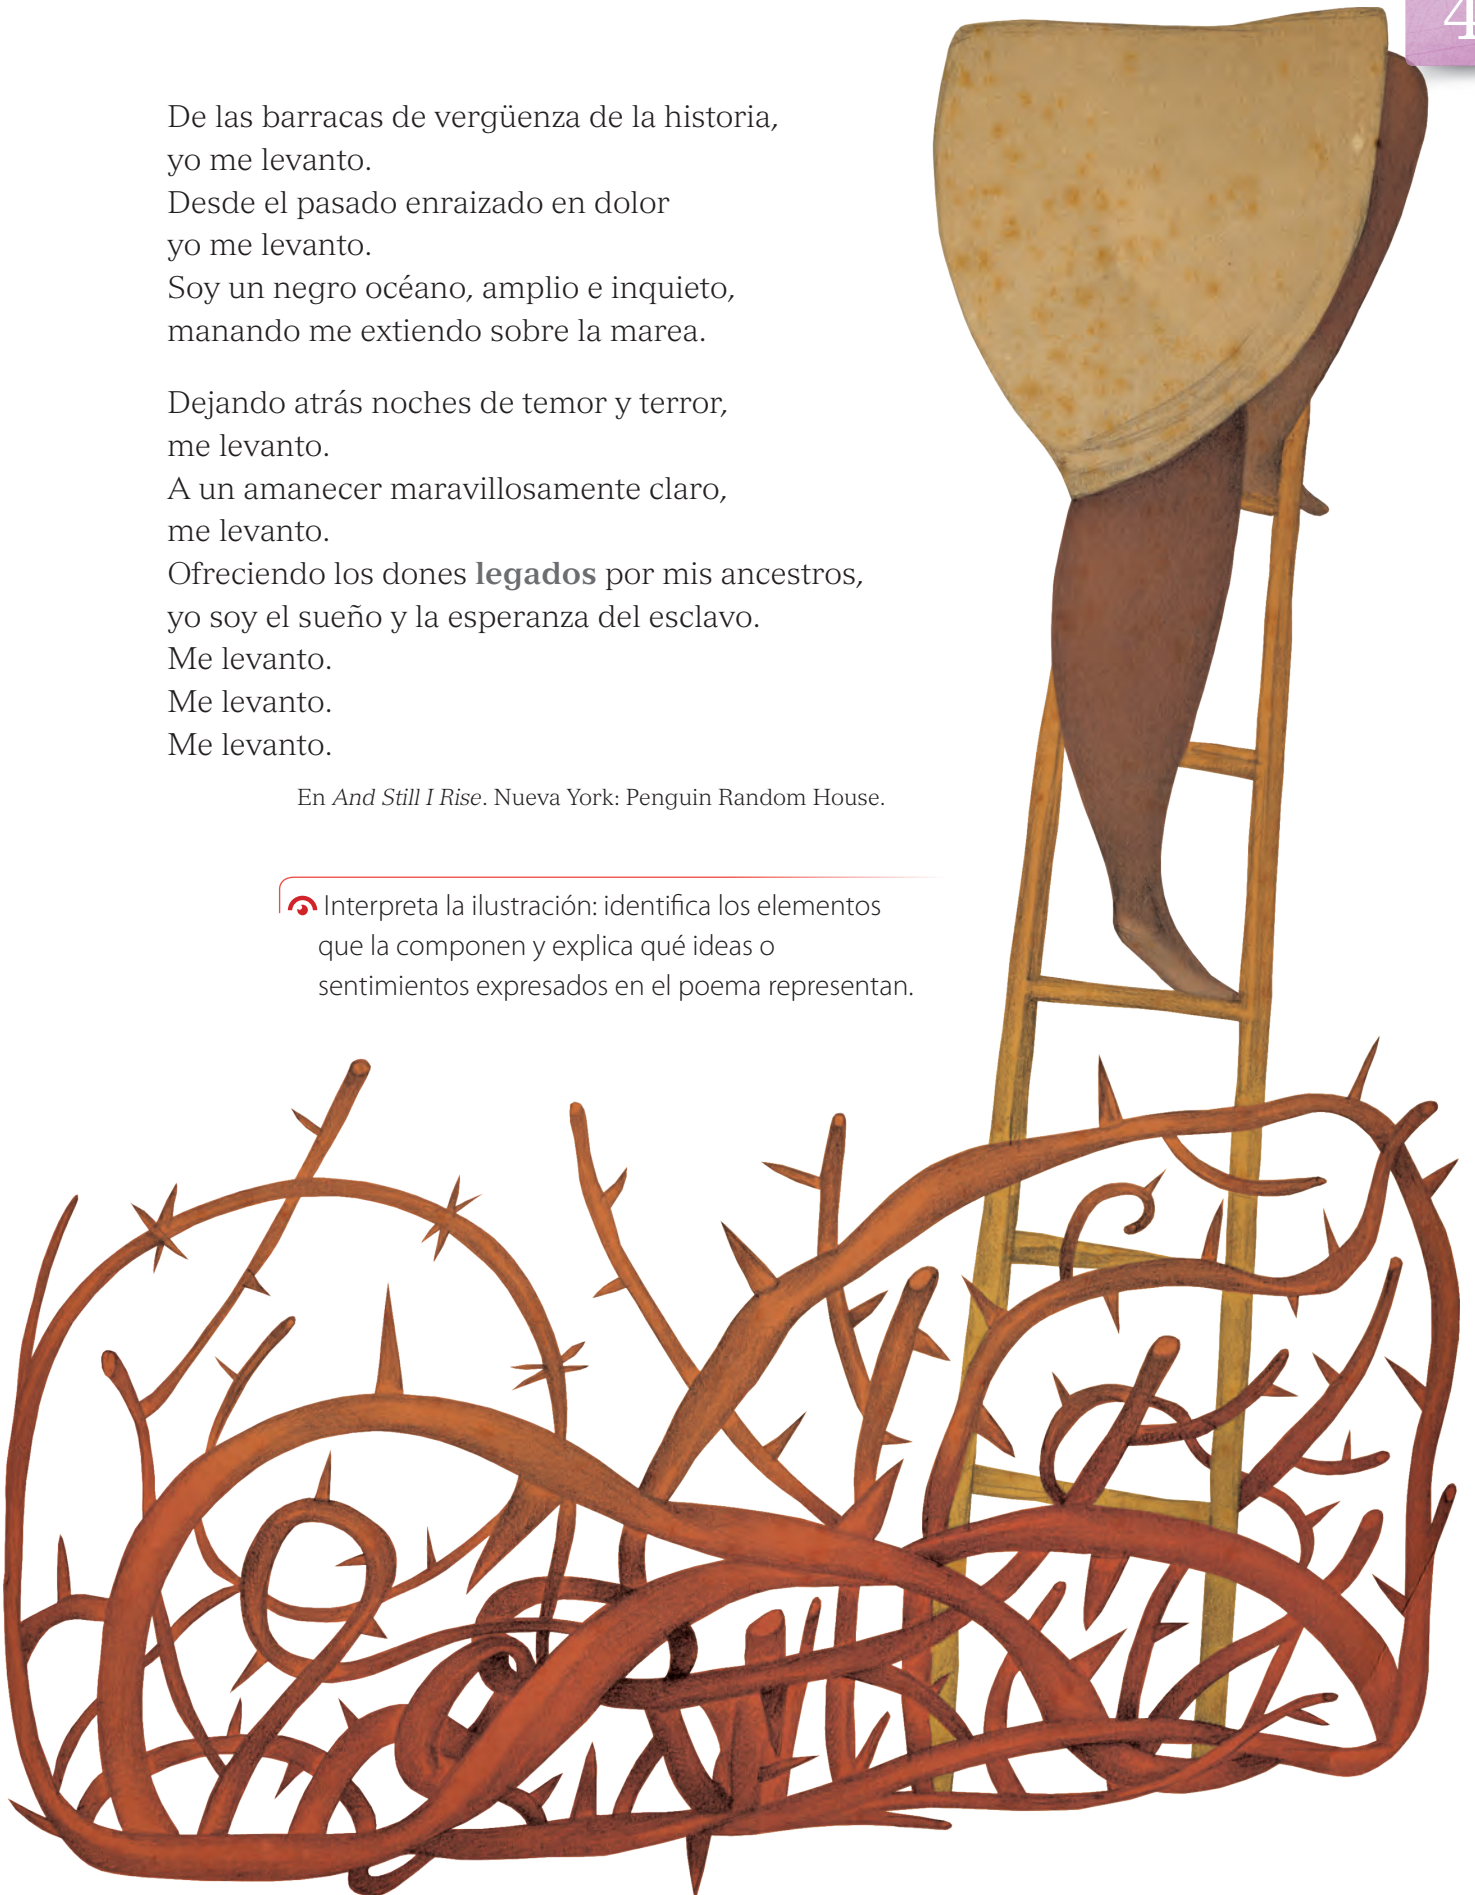 4
De las barracas de vergüenza de la historia,
yo me levanto.
Desde el pasado enraizado en dolor
yo me levanto.
Soy un negro océano, amplio e inquieto,
manando me extiendo sobre la marea.
Dejando atrás noches de temor y terror,
me levanto.
A un amanecer maravillosamente claro,
me levanto.
Ofreciendo los dones legados por mis ancestros,
yo soy el sueño y la esperanza del esclavo.
Me levanto.
Me levanto.
Me levanto.
En And Still I Rise. Nueva York: Penguin Random House.
Interpreta la ilustración: identifica los elementos
que la componen y explica qué ideas o
sentimientos expresados en el poema representan.